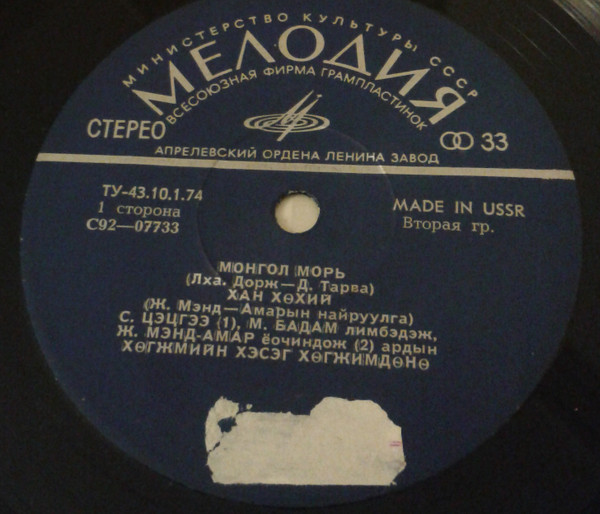 МИНИСТЕРСТВО КУЛЬТУРЫ СССР
МЕЛОДИЯ
ВСЕСОЮЗНАЯ ФИРМА ГРАМПЛАСТИНОК
СТЕРЕО
33
АПРЕЛЕВСКИЙ ОРДЕНА ЛЕНИНА ЗАВОД
ТУ-43.10.1.74
1 сторона
С92—07733
MADE IN USSR
Вторая гр.
МОНГОЛ МОРЬ
(Лха. Дорж—Д. Тарва)
ХАН ХӨХИЙ
(Ж. Мэнд—Амарын найруулга)
С. ЦЭЦГЭЭ (1), М. БАДАМ лимбэдэж,
Ж. МЭНД-АМАР ёочиндож (2) ардын
ХӨГЖМИЙН ХЭСЭГ ХӨГЖИМДӨНӨ